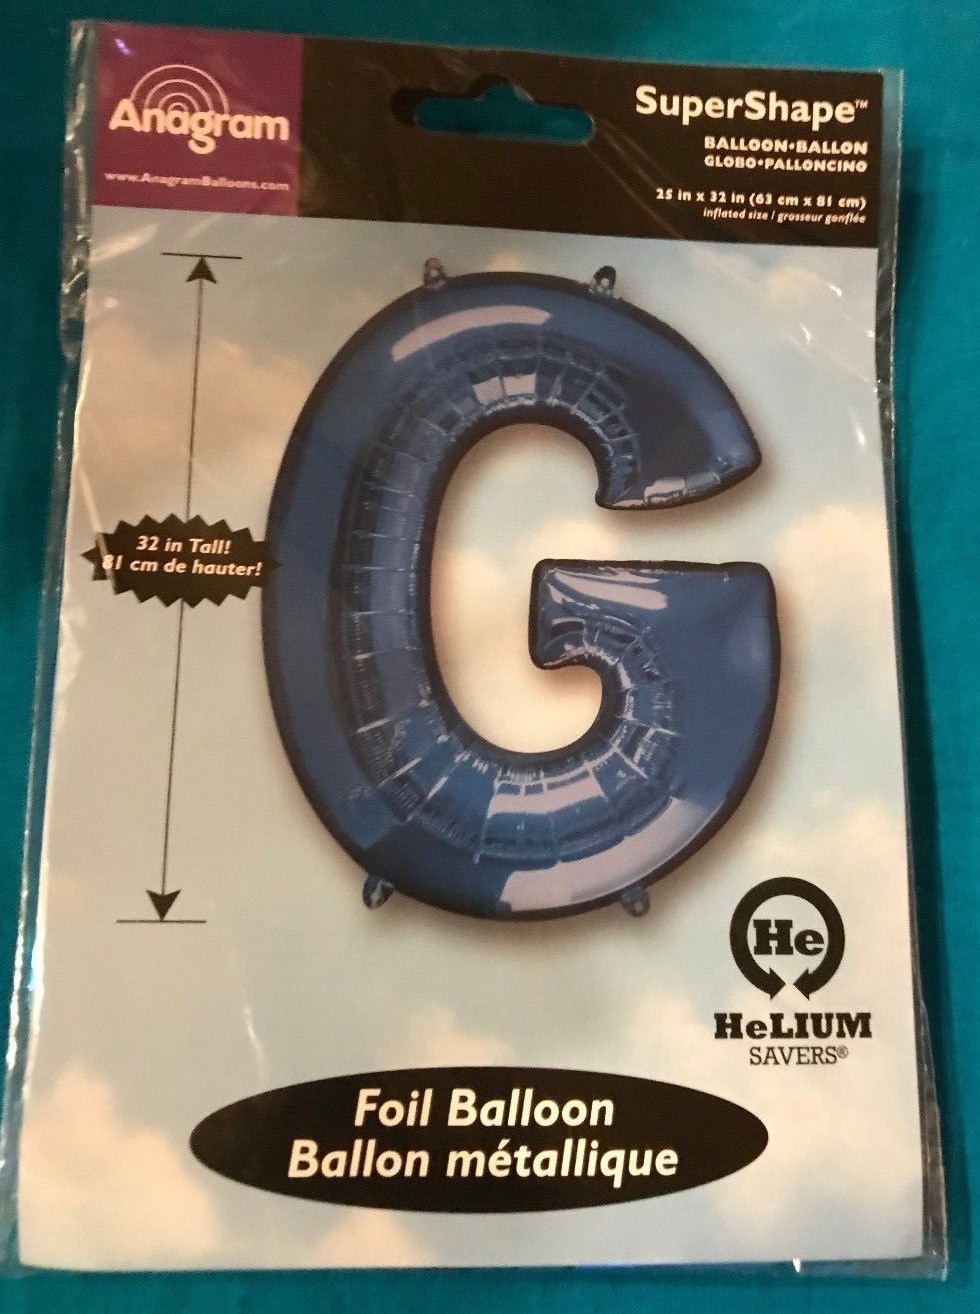 Anagram
www.AnagramBalloons.com
SuperShape™
BALLOON•BALLON
GLOBO•PALLONCINO
25 in x 32 in (63 cm x 81 cm)
inflated size / grosseur gonflée
32 in Tall!
81 cm de hauter!
G
He
HeLIUM
SAVERS®
Foil Balloon
Ballon métallique